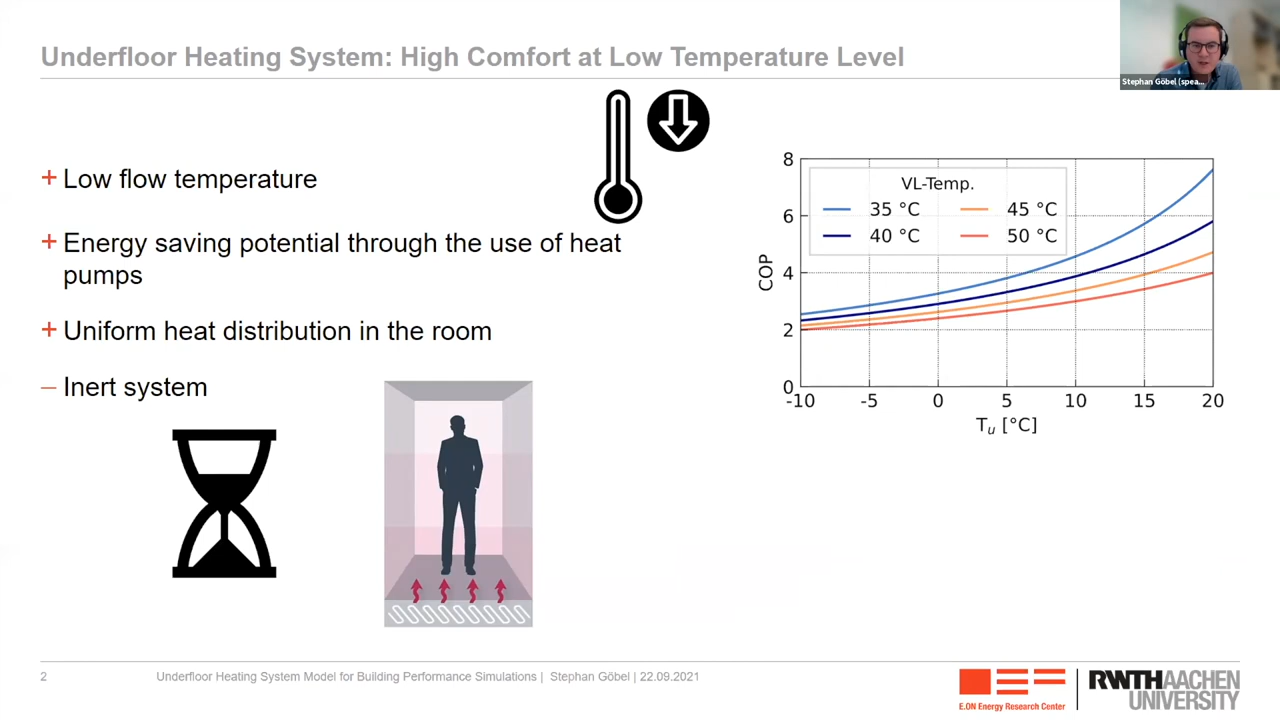 Underfloor Heating System: High Comfort at Low Temperature Level
Stephan Göbel (spea...
+ Low flow temperature
+ Energy saving potential through the use of heat
pumps
+ Uniform heat distribution in the room
– Inert system
VL-Temp.
35 °C 45 °C
40 °C 50 °C
COP
8
6
4
2
0
-10 -5 0 5 10 15 20
Tu [°C]
2 Underfloor Heating System Model for Building Performance Simulations | Stephan Göbel | 22.09.2021
E.ON Energy Research Center
RWTHAACHEN
UNIVERSITY